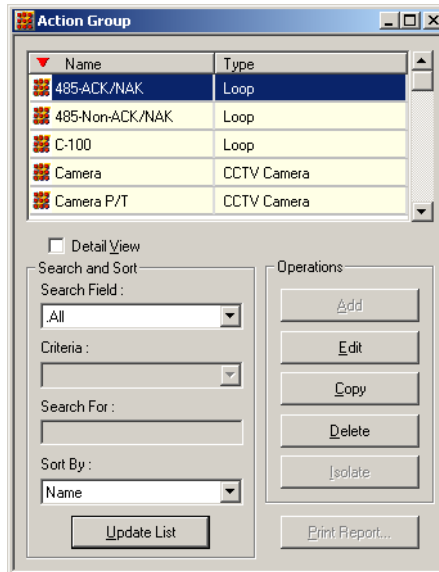 Action Group
Name Type
485-ACK/NAK Loop
485-Non-ACK/NAK Loop
C-100 Loop
Camera CCTV Camera
Camera P/T CCTV Camera
Detail View
Search and Sort
Search Field :
.All
Criteria :
Search For :
Sort By :
Name
Update List
Operations
Add
Edit
Copy
Delete
Isolate
Print Report...